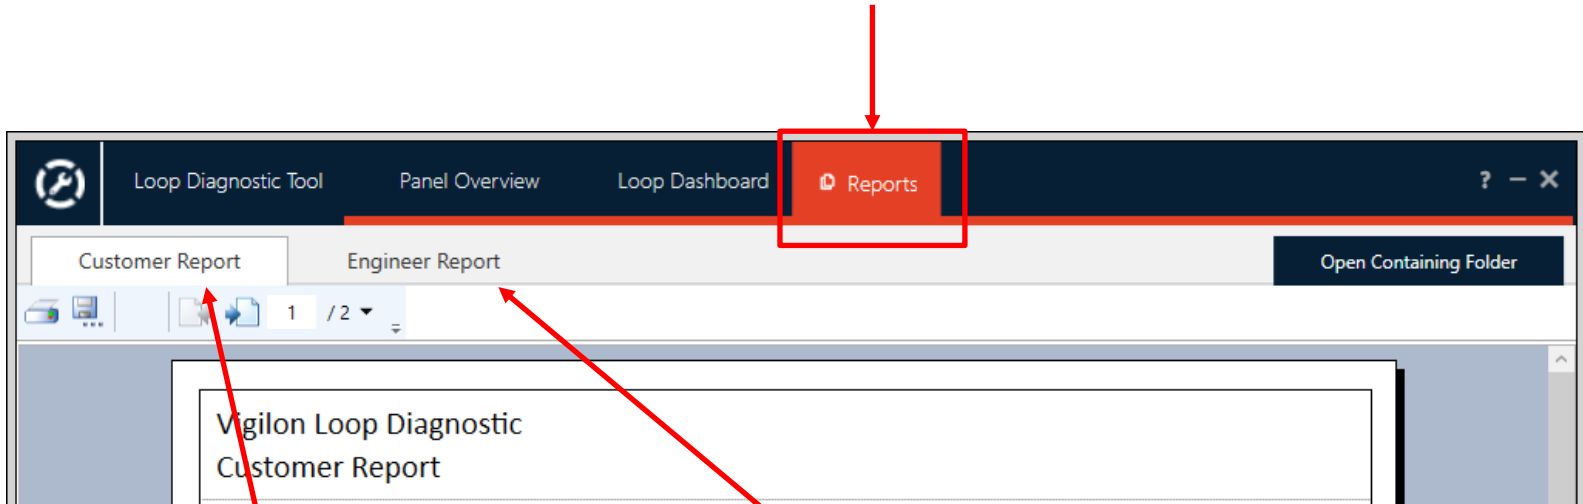 Loop Diagnostic Tool Panel Overview Loop Dashboard Reports ?
Customer Report Engineer Report Open Containing Folder
1 / 2
Vigilon Loop Diagnostic
Customer Report